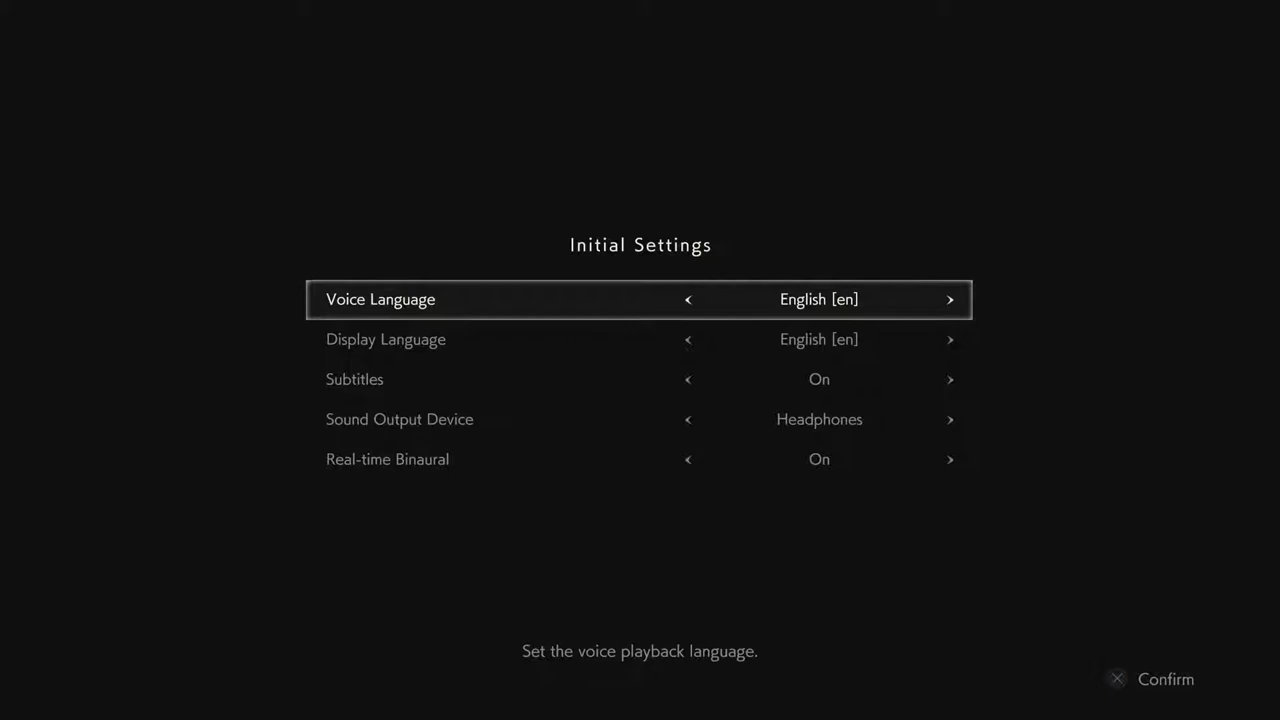 Initial Settings
Voice Language < English [en] >
Display Language < English [en] >
Subtitles < On >
Sound Output Device < Headphones >
Real-time Binaural < On >
Set the voice playback language.
Confirm